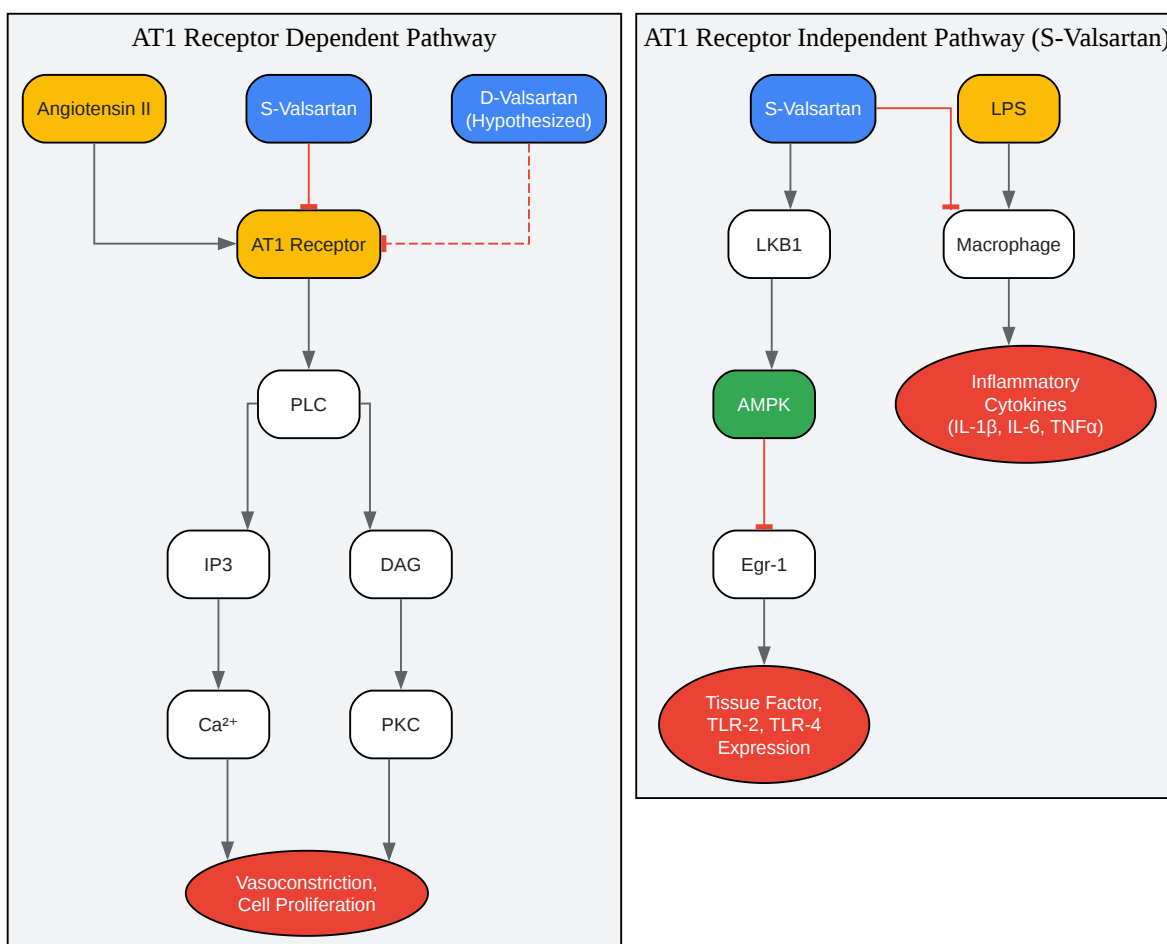 AT1 Receptor Dependent Pathway
Angiotensin II
S-Valsartan
D-Valsartan
(Hypothesized)
AT1 Receptor
PLC
IP3
DAG
Ca²⁺
PKC
Vasoconstriction,
Cell Proliferation
AT1 Receptor Independent Pathway (S-Valsartan)
S-Valsartan
LPS
LKB1
Macrophage
AMPK
Inflammatory
Cytokines
(IL-1β, IL-6, TNFα)
Egr-1
Tissue Factor,
TLR-2, TLR-4
Expression